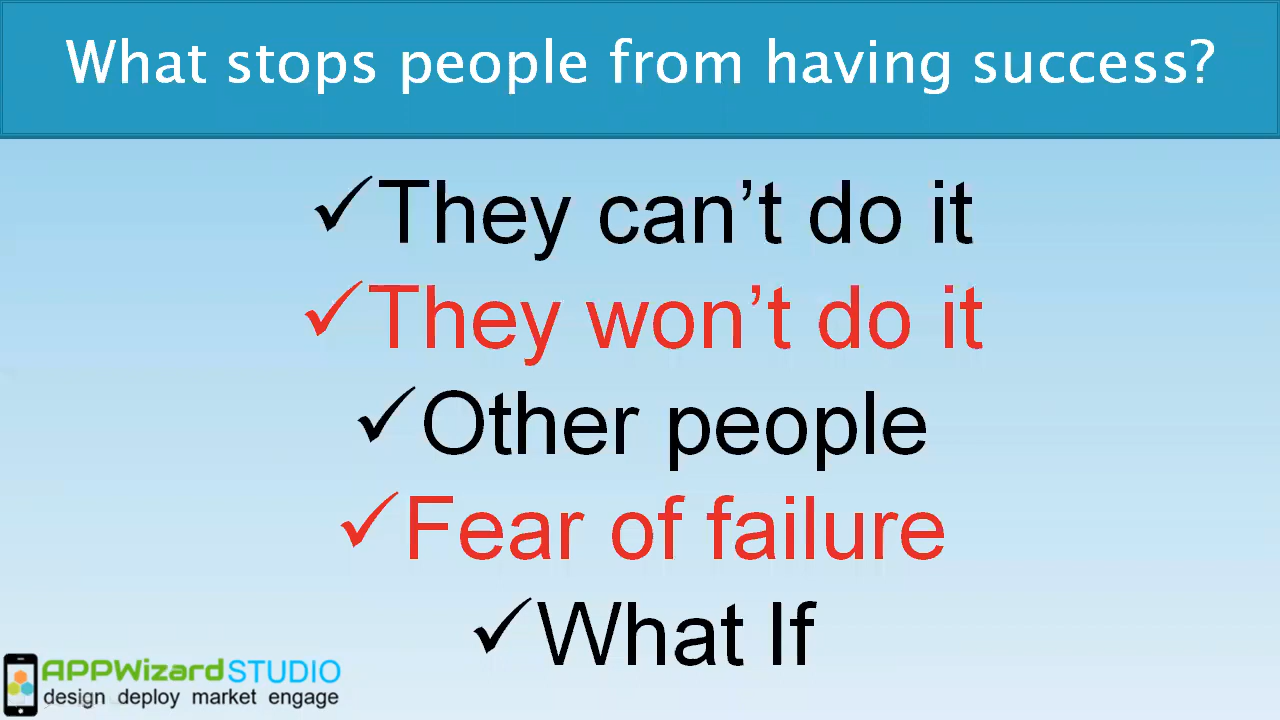 What stops people from having success?
✓They can’t do it
✓They won’t do it
✓Other people
✓Fear of failure
✓What If
APPWizardSTUDIO
design deploy market engage